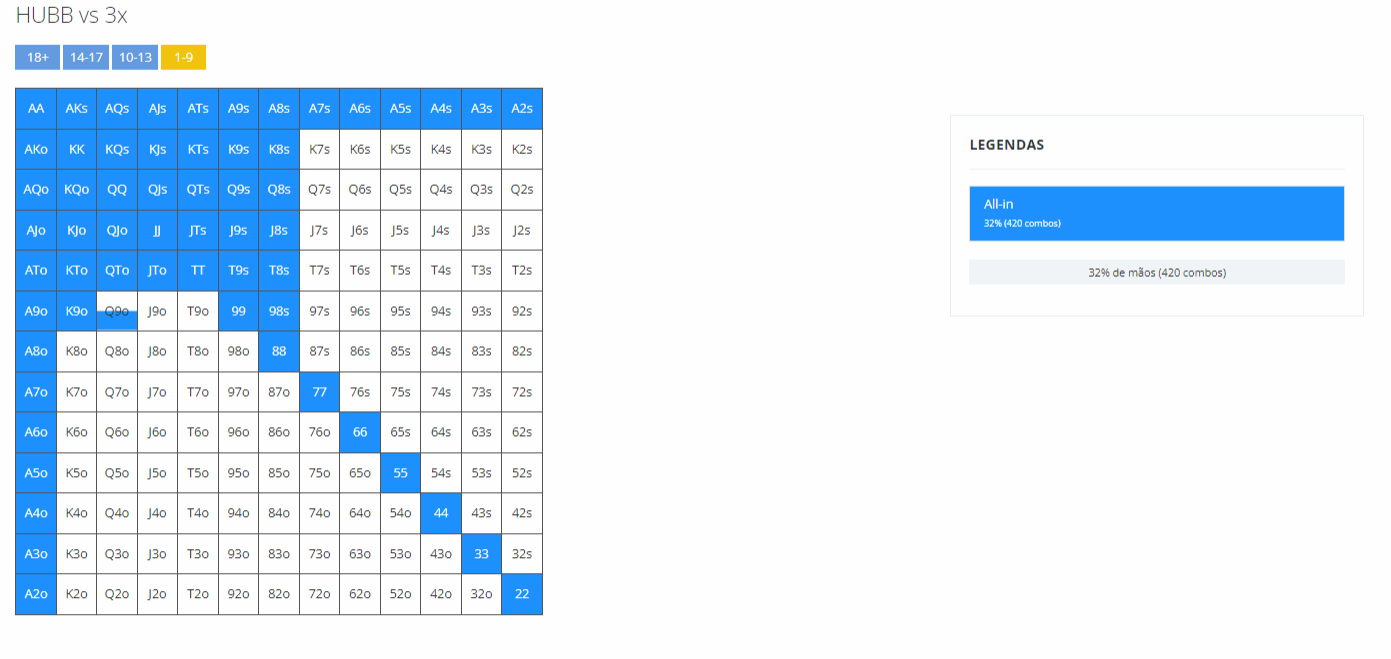 HUBB vs 3x
18+ 14-17 10-13 1-9
AA AKs AQs AJs ATs A9s A8s A7s A6s A5s A4s A3s A2s
AKo KK KQs KJs KTs K9s K8s K7s K6s K5s K4s K3s K2s
AQo KQo QQ QJs QTs Q9s Q8s Q7s Q6s Q5s Q4s Q3s Q2s
AJo KJo QJo JJ JTs J9s J8s J7s J6s J5s J4s J3s J2s
ATo KTo QTo JTo TT T9s T8s T7s T6s T5s T4s T3s T2s
A9o K9o Q9o J9o T9o 99 98s 97s 96s 95s 94s 93s 92s
A8o K8o Q8o J8o T8o 98o 88 87s 86s 85s 84s 83s 82s
A7o K7o Q7o J7o T7o 97o 87o 77 76s 75s 74s 73s 72s
A6o K6o Q6o J6o T6o 96o 86o 76o 66 65s 64s 63s 62s
A5o K5o Q5o J5o T5o 95o 85o 75o 65o 55 54s 53s 52s
A4o K4o Q4o J4o T4o 94o 84o 74o 64o 54o 44 43s 42s
A3o K3o Q3o J3o T3o 93o 83o 73o 63o 53o 43o 33 32s
A2o K2o Q2o J2o T2o 92o 82o 72o 62o 52o 42o 32o 22
LEGENDAS
All-in
32% (420 combos)
32% de mãos (420 combos)